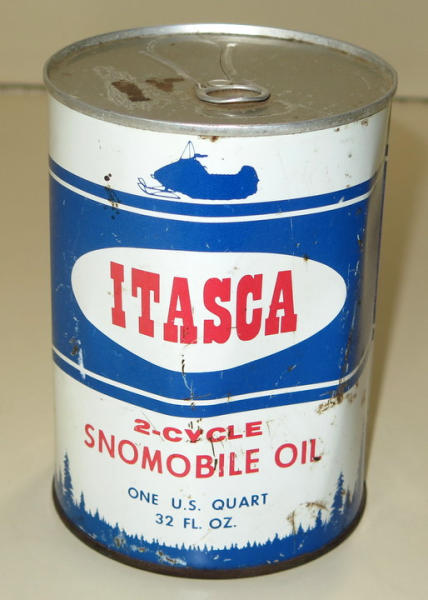 ITASCA
2-CYCLE
SNOMOBILE OIL
ONE U.S. QUART
32 FL. OZ.